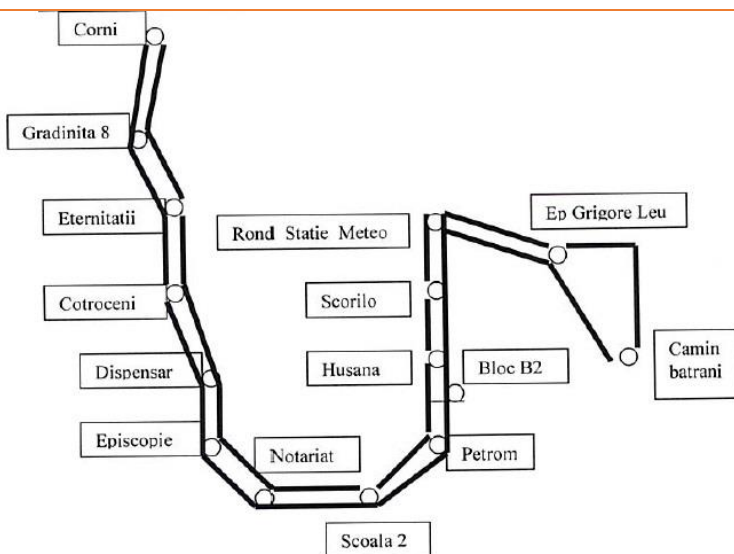 Corni
Gradinita 8
Eternitatii
Ep Grigore Leu
Rond Statie Meteo
Cotroceni
Scorilo
Dispensar
Husana
Bloc B2
Camin
batrani
Episcopie
Notariat
Petrom
Scoala 2